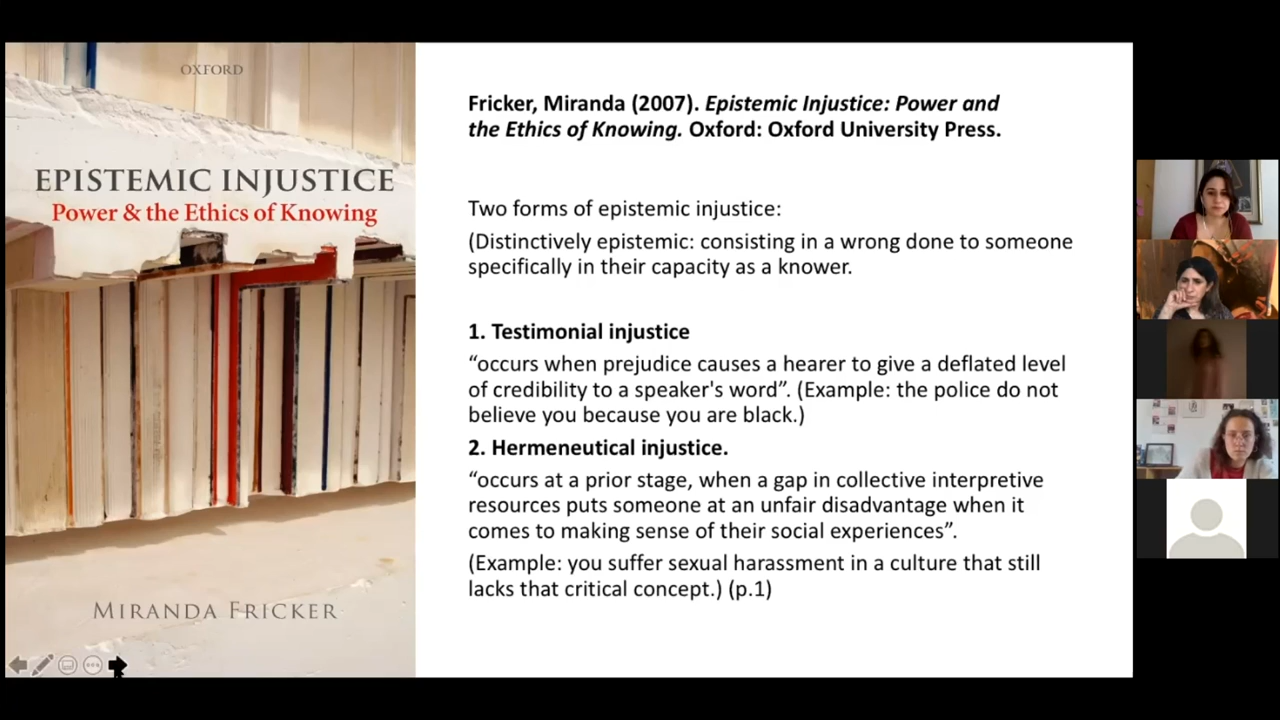 OXFORD
EPISTEMIC INJUSTICE
Power & the Ethics of Knowing
MIRANDA FRICKER
Fricker, Miranda (2007). Epistemic Injustice: Power and
the Ethics of Knowing. Oxford: Oxford University Press.
Two forms of epistemic injustice:
(Distinctively epistemic: consisting in a wrong done to someone
specifically in their capacity as a knower.
1. Testimonial injustice
“occurs when prejudice causes a hearer to give a deflated level
of credibility to a speaker's word”. (Example: the police do not
believe you because you are black.)
2. Hermeneutical injustice.
“occurs at a prior stage, when a gap in collective interpretive
resources puts someone at an unfair disadvantage when it
comes to making sense of their social experiences”.
(Example: you suffer sexual harassment in a culture that still
lacks that critical concept.) (p.1)